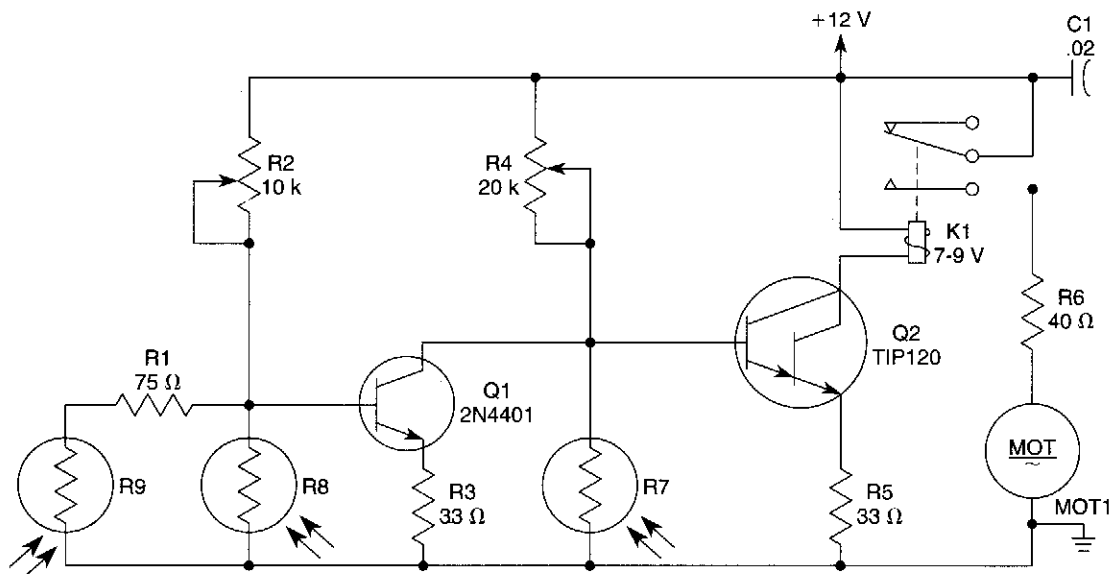 +12 V
C1
.02
R2
10 k
R4
20 k
K1
7-9 V
R6
40 Ω
Q2
TIP120
R1
75 Ω
Q1
2N4401
MOT
~
R9
R8
R3
33 Ω
R7
R5
33 Ω
MOT1